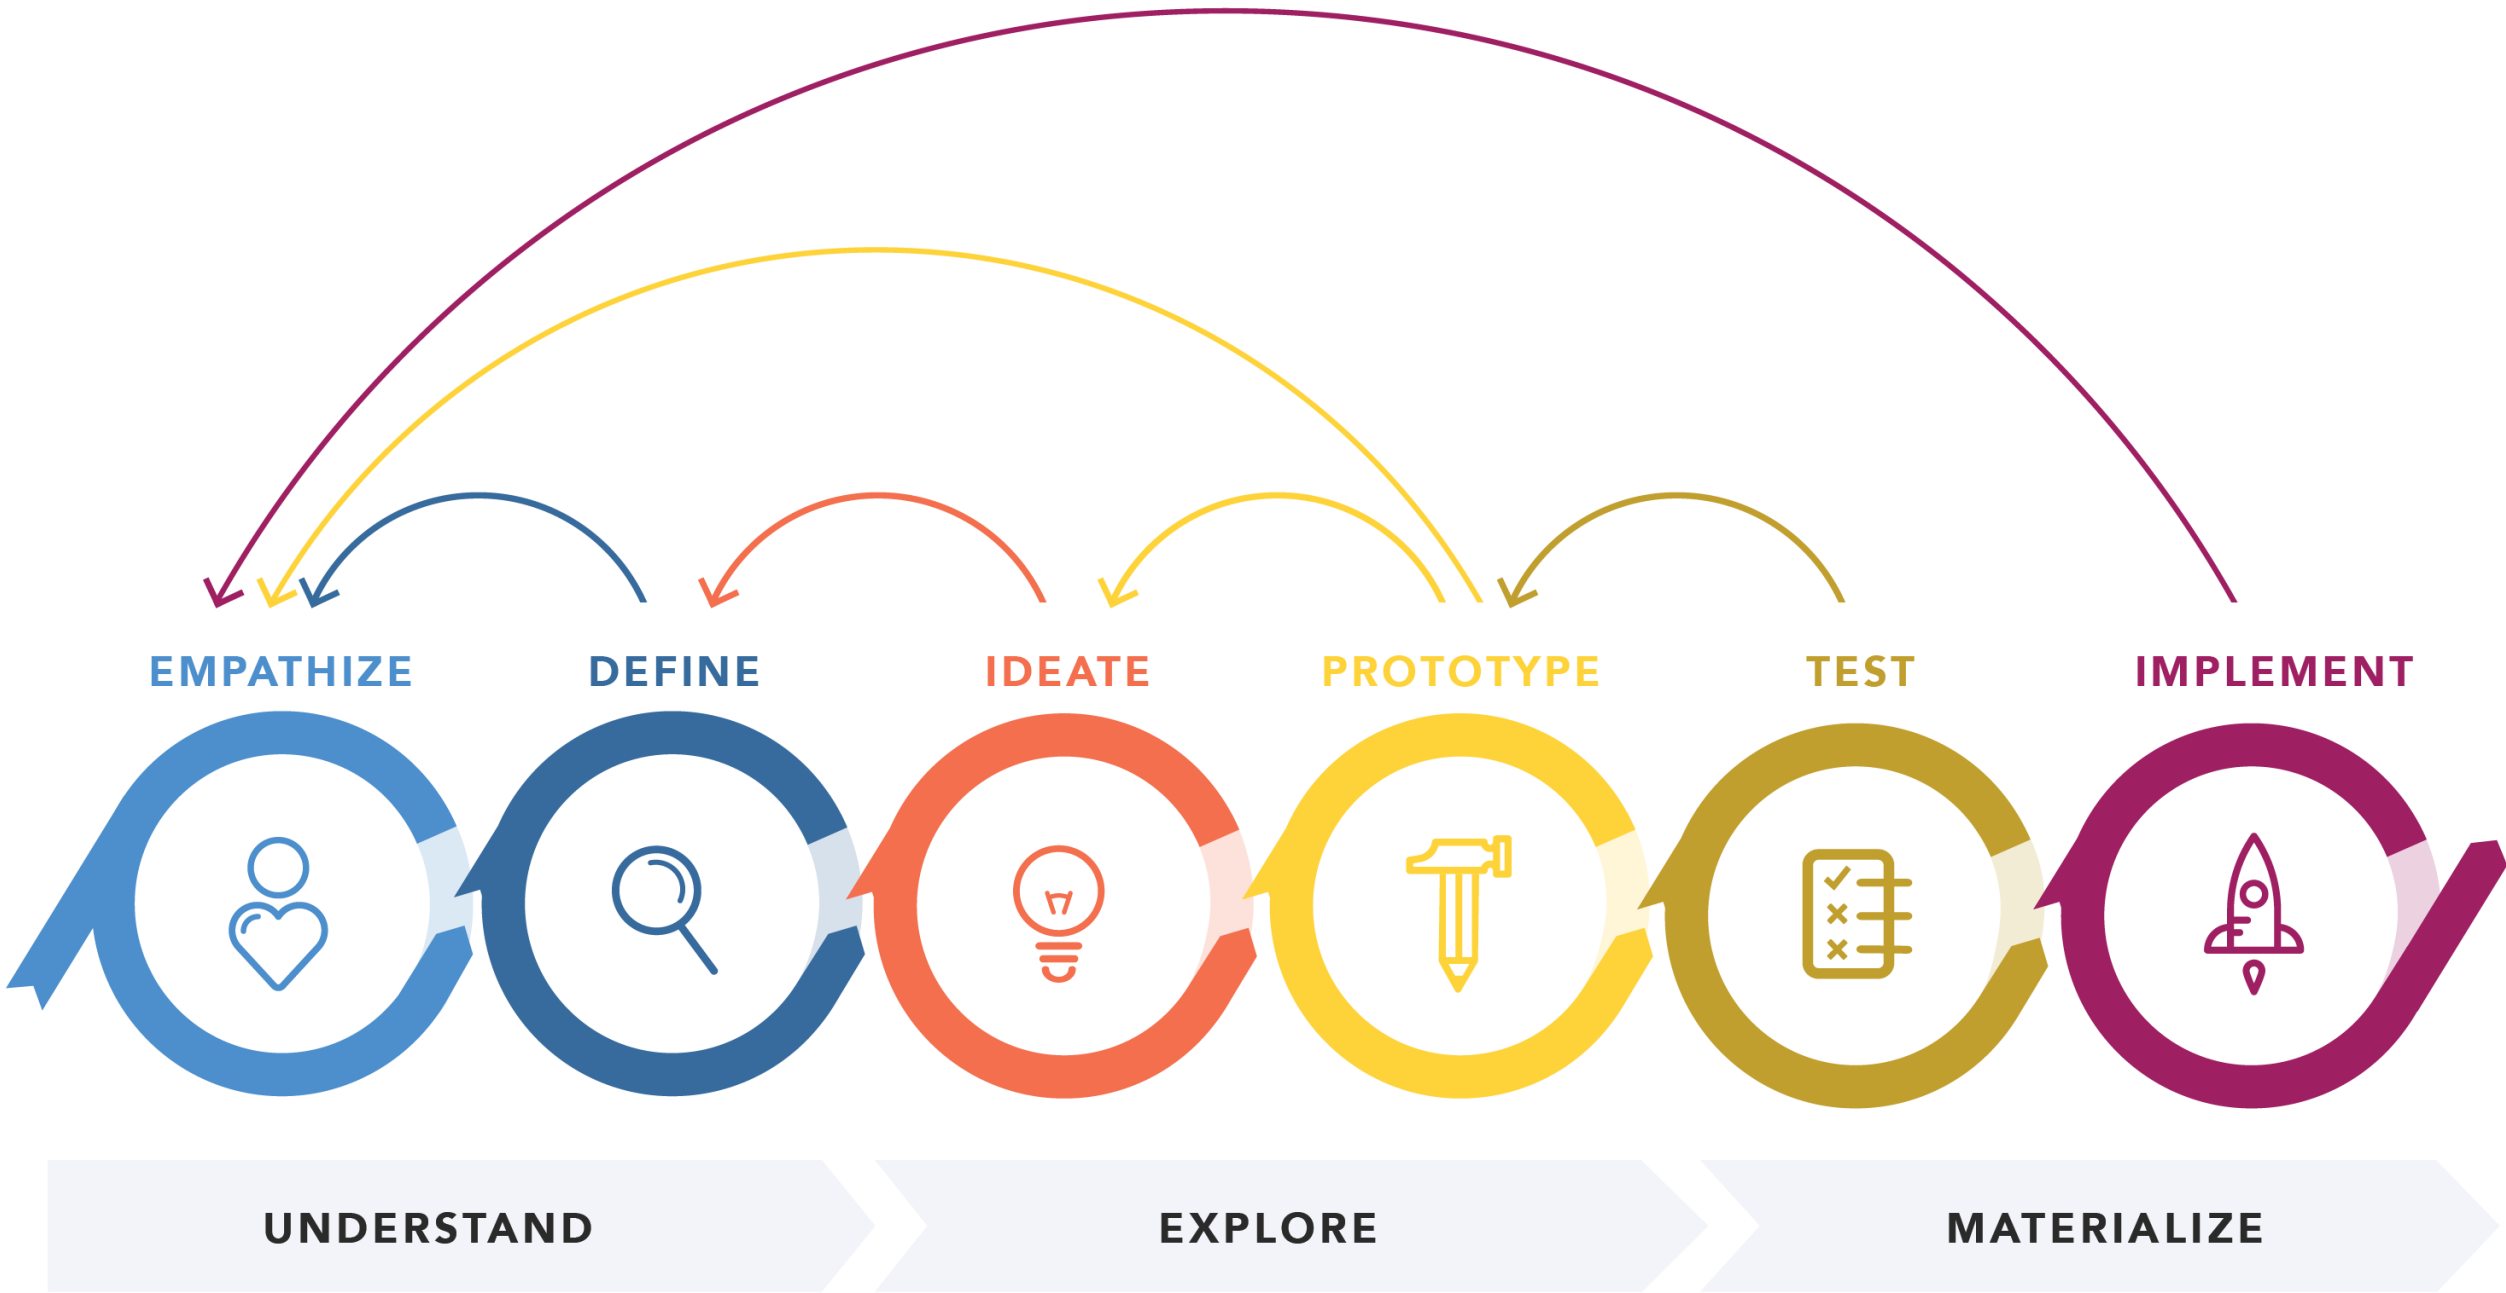 EMPATHIZE
DEFINE
IDEATE
PROTOTYPE
TEST
IMPLEMENT
UNDERSTAND
EXPLORE
MATERIALIZE